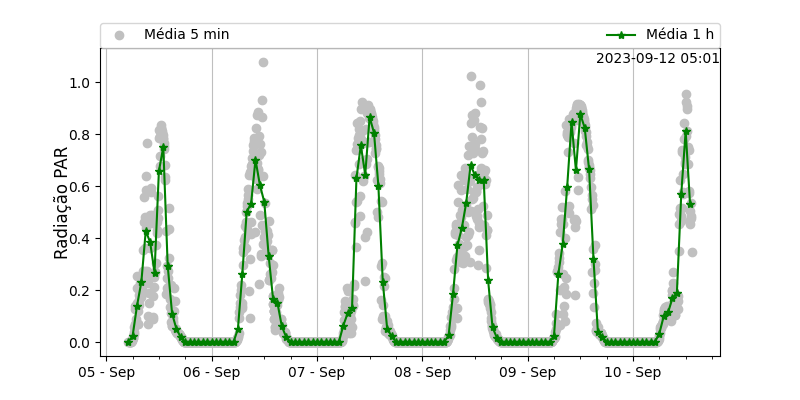 Média 5 min
Média 1 h
2023-09-12 05:01
Radiação PAR
1.0
0.8
0.6
0.4
0.2
0.0
05 - Sep
06 - Sep
07 - Sep
08 - Sep
09 - Sep
10 - Sep